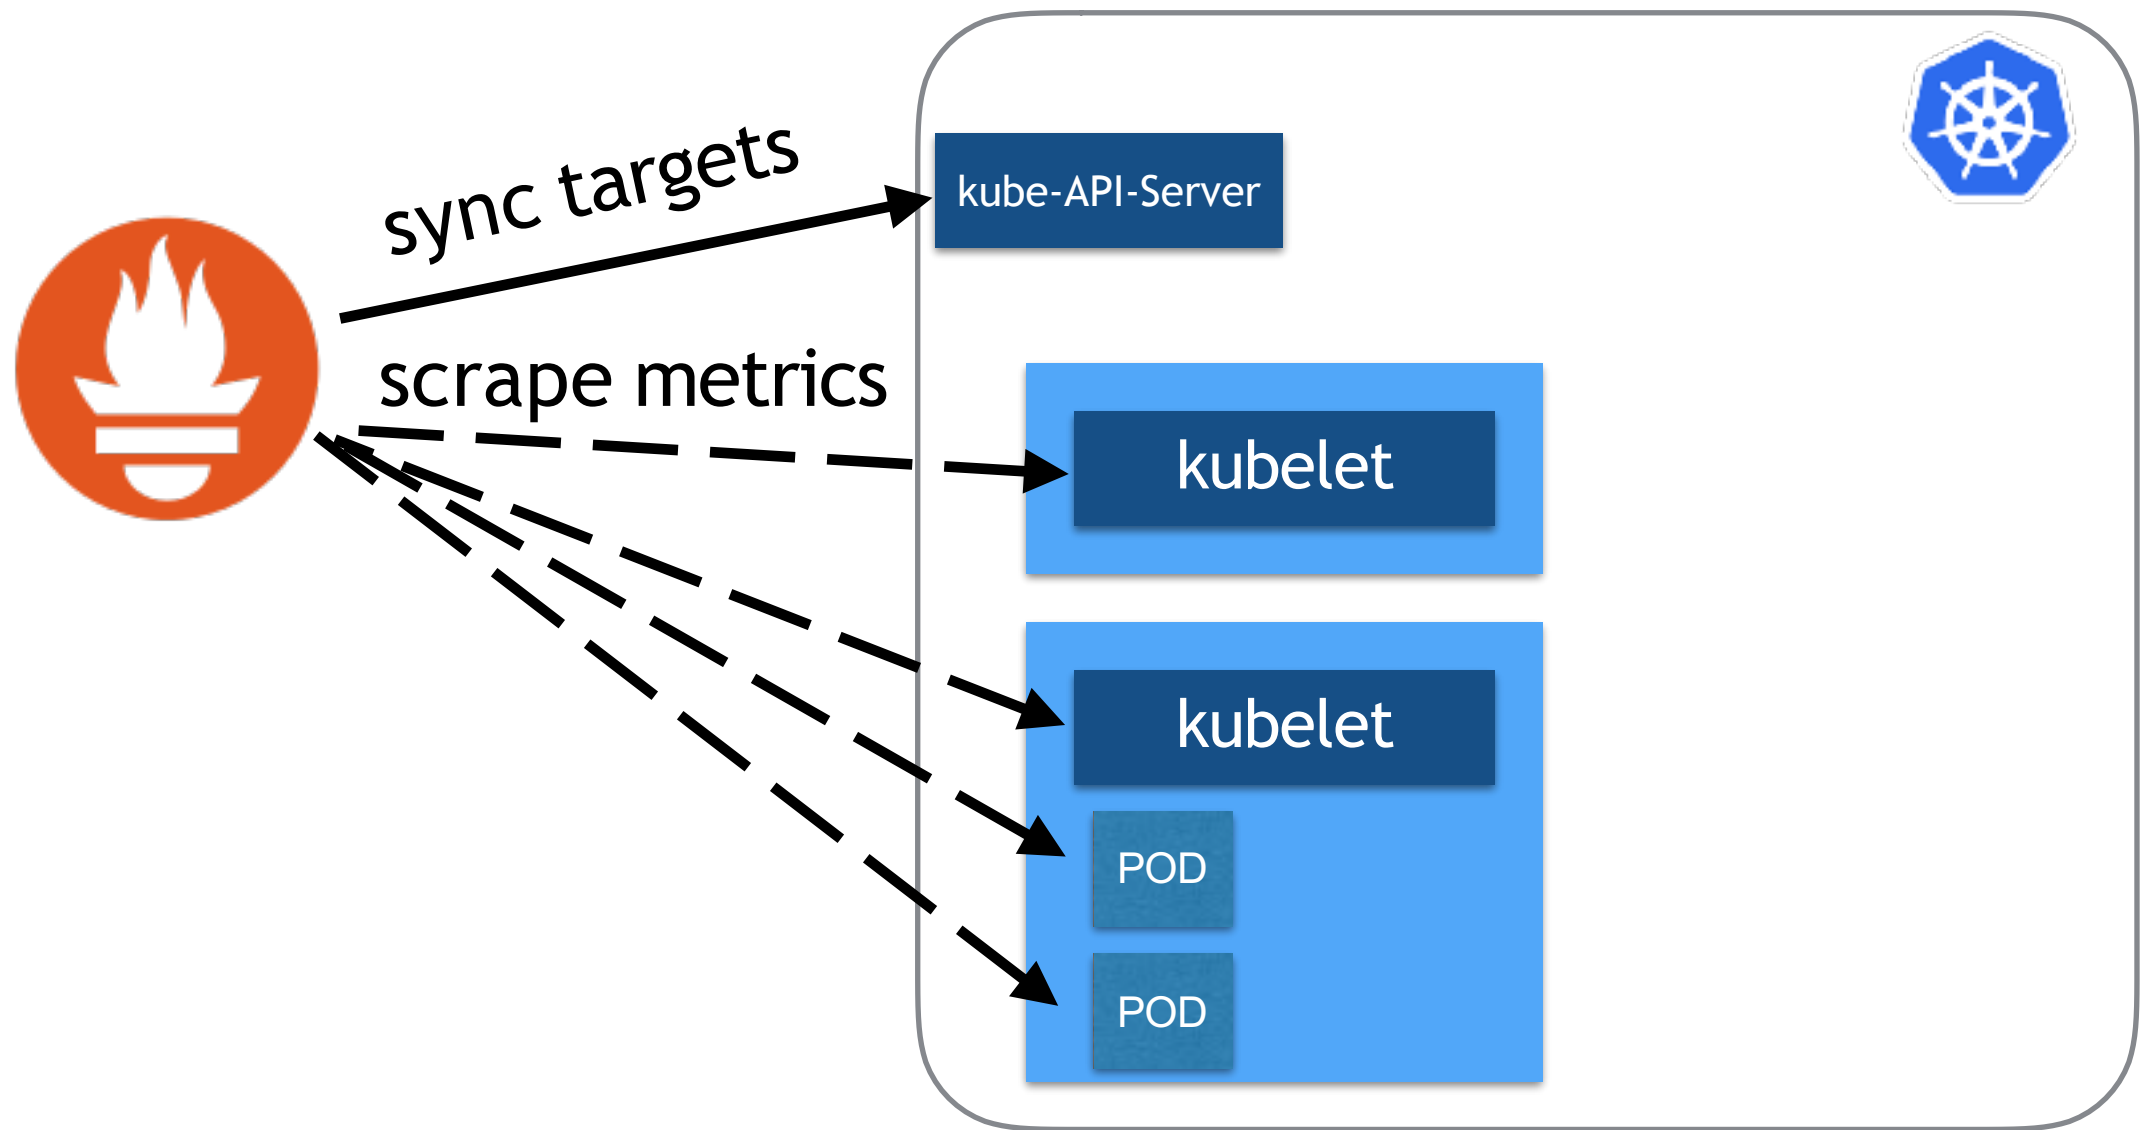 sync targets
kube-API-Server
scrape metrics
kubelet
kubelet
POD
POD